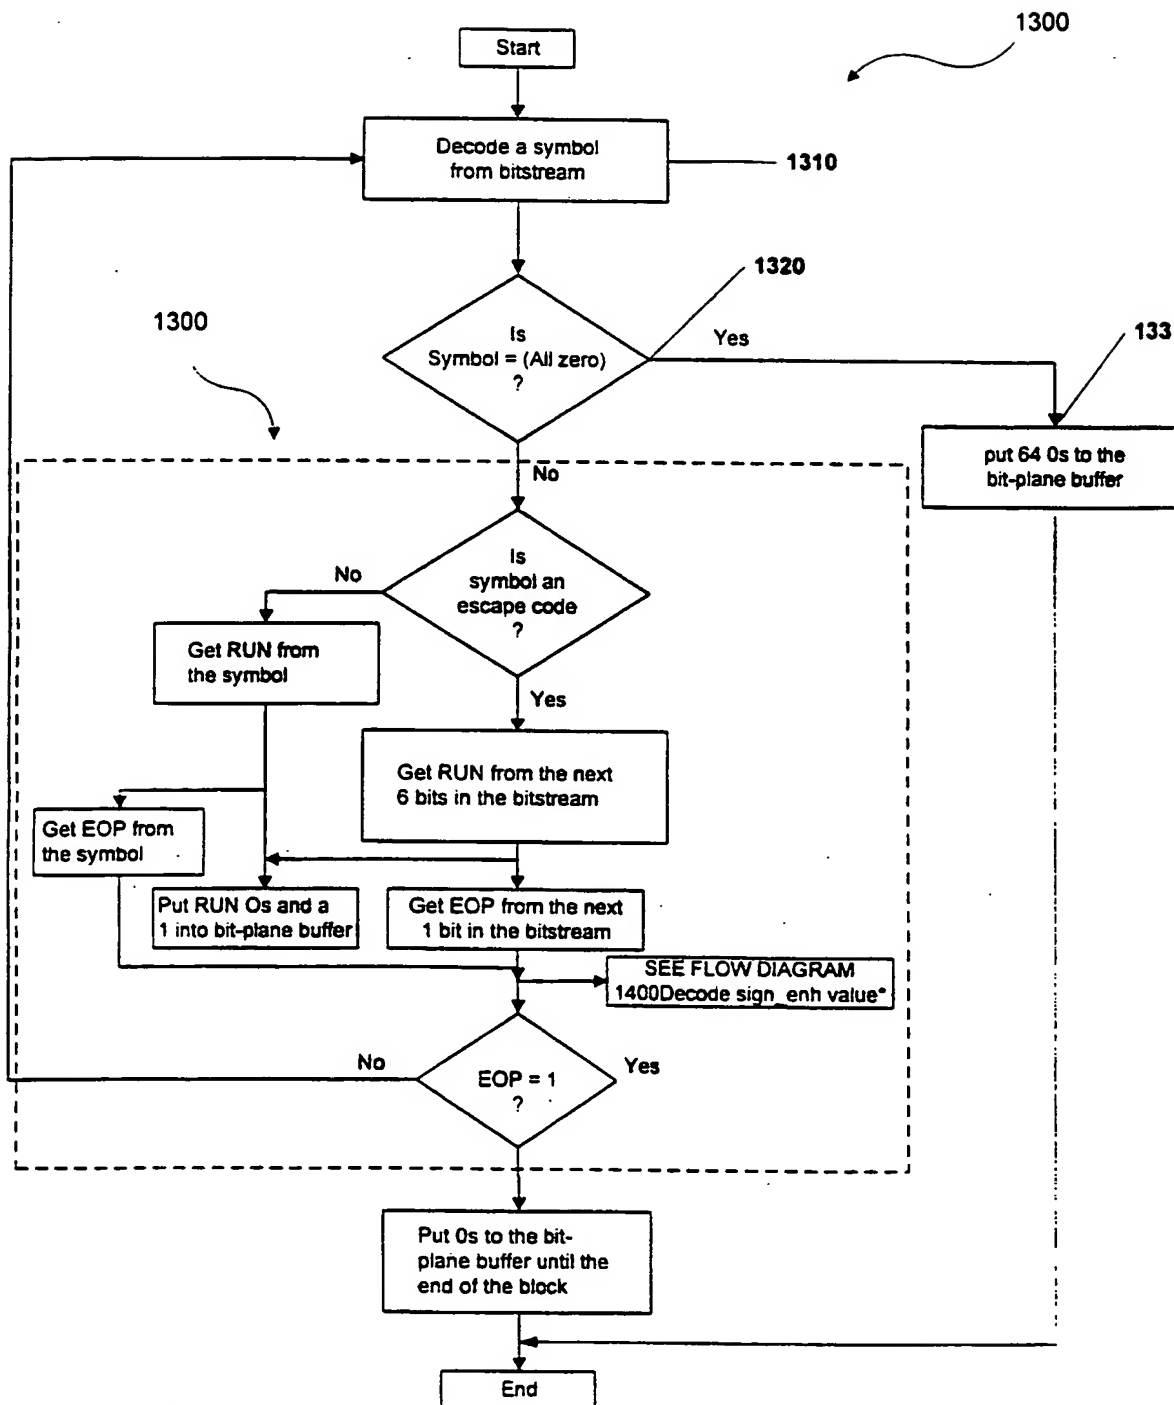 1300
Start
Decode a symbol
from bitstream
1310
1320
Is
Symbol = (All zero)
?
Yes
1300
133
put 64 0s to the
bit-plane buffer
No
Is
symbol an
escape code
?
No
Get RUN from
the symbol
Yes
Get RUN from the next
6 bits in the bitstream
Get EOP from
the symbol
Put RUN 0s and a
1 into bit-plane buffer
Get EOP from the next
1 bit in the bitstream
SEE FLOW DIAGRAM
1400Decode sign_enh value*
No
Yes
EOP = 1
?
Put 0s to the bit-
plane buffer until the
end of the block
End